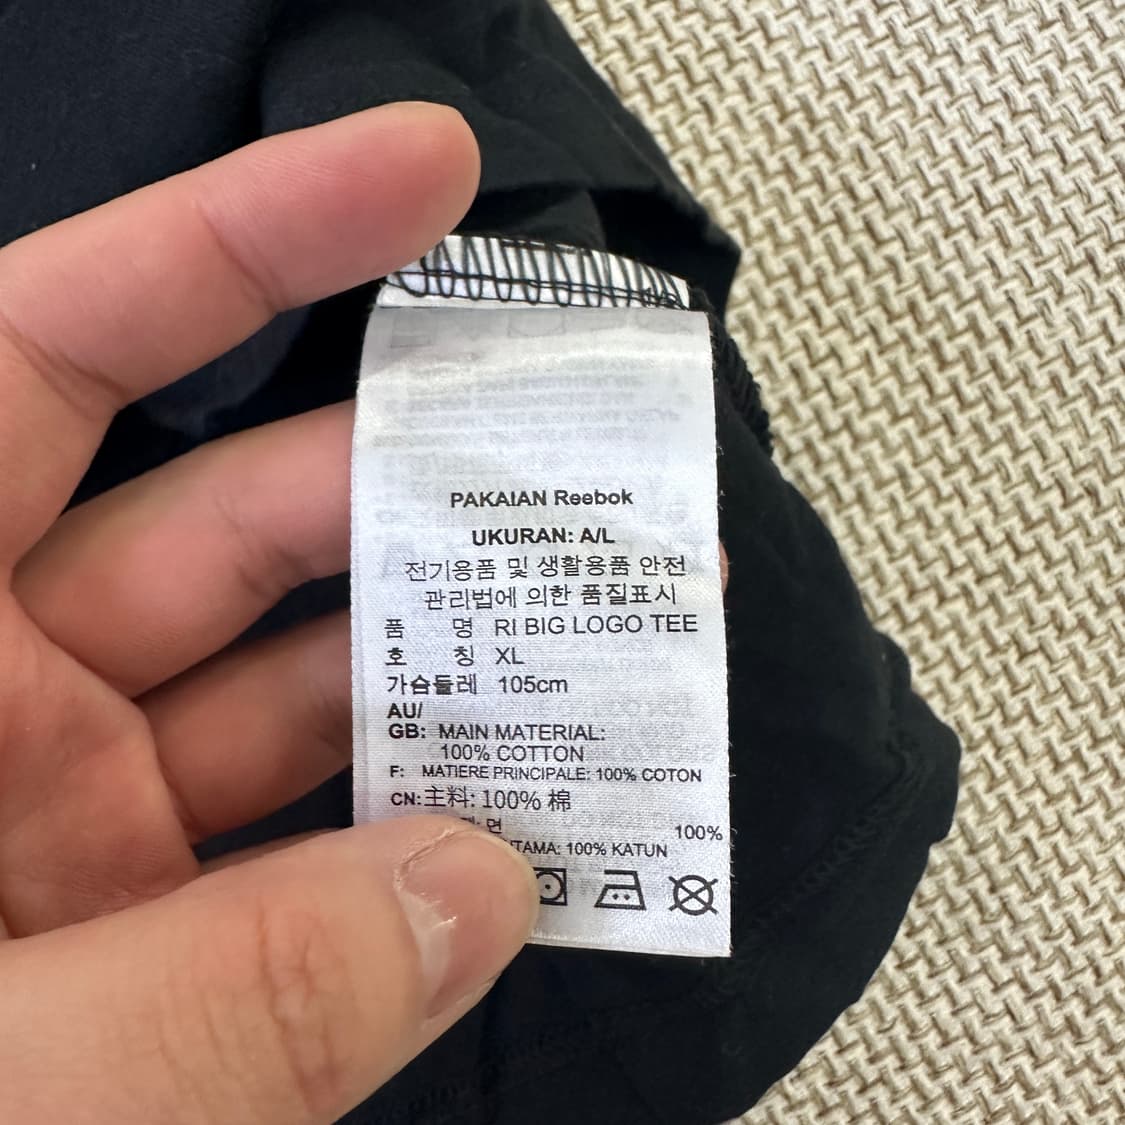 PAKAIAN Reebok
UKURAN: A/L
전기용품 및 생활용품 안전
관리법에 의한 품질표시
품 명 RI BIG LOGO TEE
호 칭 XL
가슴둘레 105cm
AU/
GB: MAIN MATERIAL:
100% COTTON
F: MATIERE PRINCIPALE: 100% COTON
CN:主料: 100% 棉
면 100%
100% KATUN